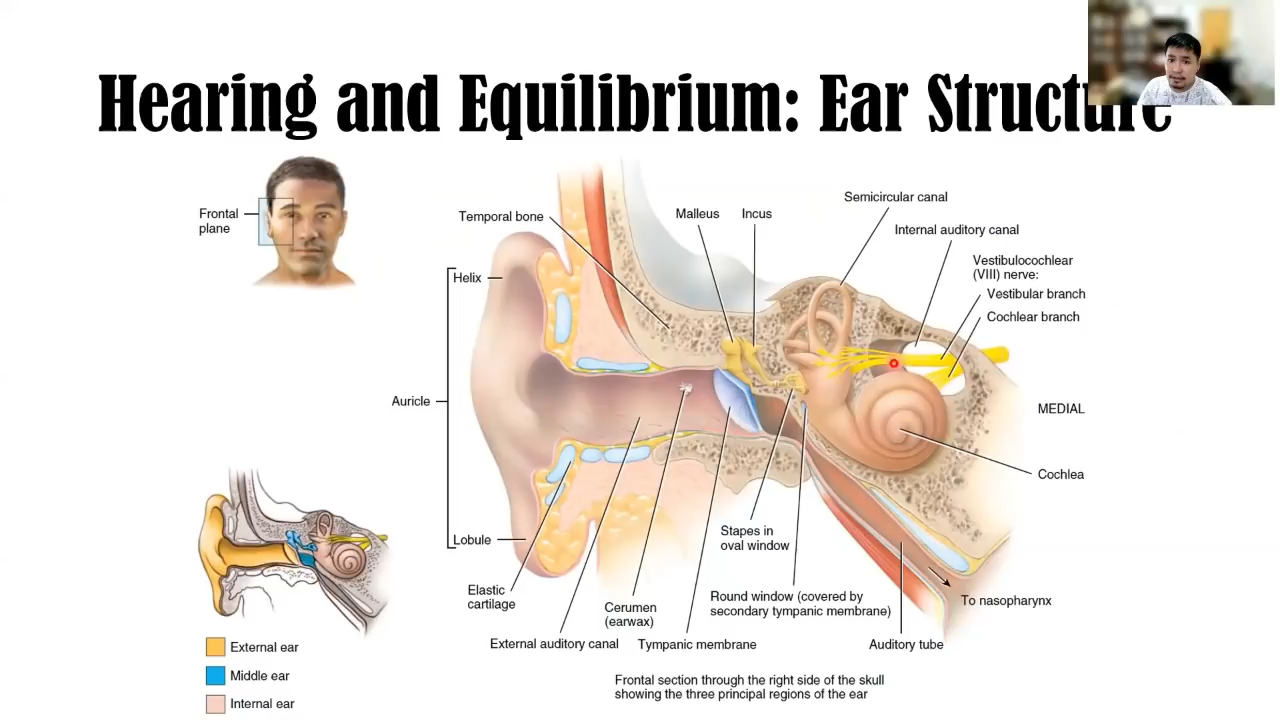 Hearing and Equilibrium: Ear Structure
Frontal
plane
Temporal bone
Malleus
Incus
Semicircular canal
Internal auditory canal
Vestibulocochlear
(VIII) nerve:
Vestibular branch
Cochlear branch
Helix
Auricle
MEDIAL
Cochlea
Lobule
Stapes in
oval window
Elastic
cartilage
Cerumen
(earwax)
Round window (covered by
secondary tympanic membrane)
To nasopharynx
External auditory canal
Tympanic membrane
Auditory tube
External ear
Middle ear
Internal ear
Frontal section through the right side of the skull
showing the three principal regions of the ear